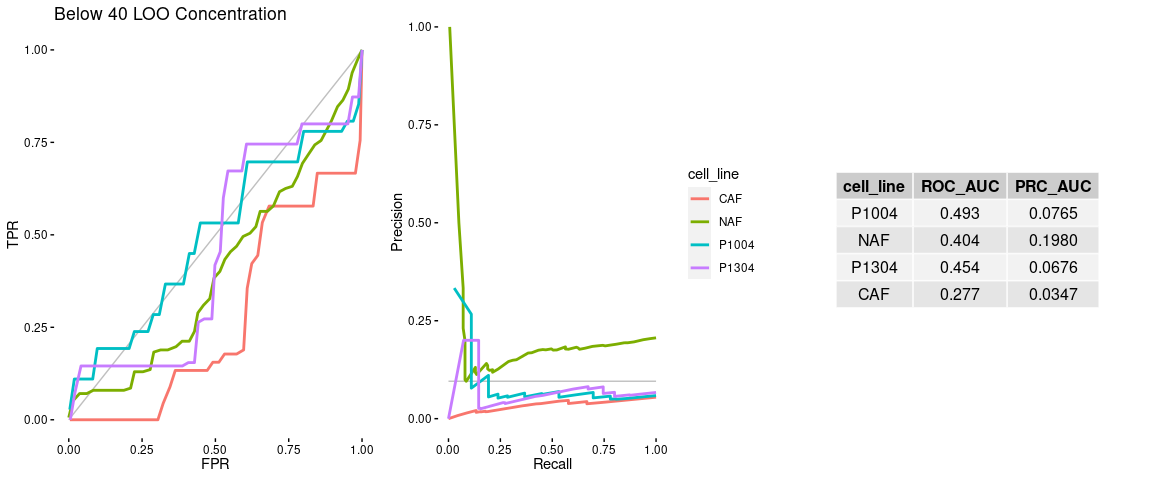 Below 40 LOO Concentration
1.00
0.75
0.50
0.25
0.00
TPR
0.00 0.25 0.50 0.75 1.00
FPR
1.00
0.75
0.50
0.25
0.00
Precision
0.00 0.25 0.50 0.75 1.00
Recall
cell_line
CAF
NAF
P1004
P1304
cell_line ROC_AUC PRC_AUC
P1004 0.493 0.0765
NAF 0.404 0.1980
P1304 0.454 0.0676
CAF 0.277 0.0347